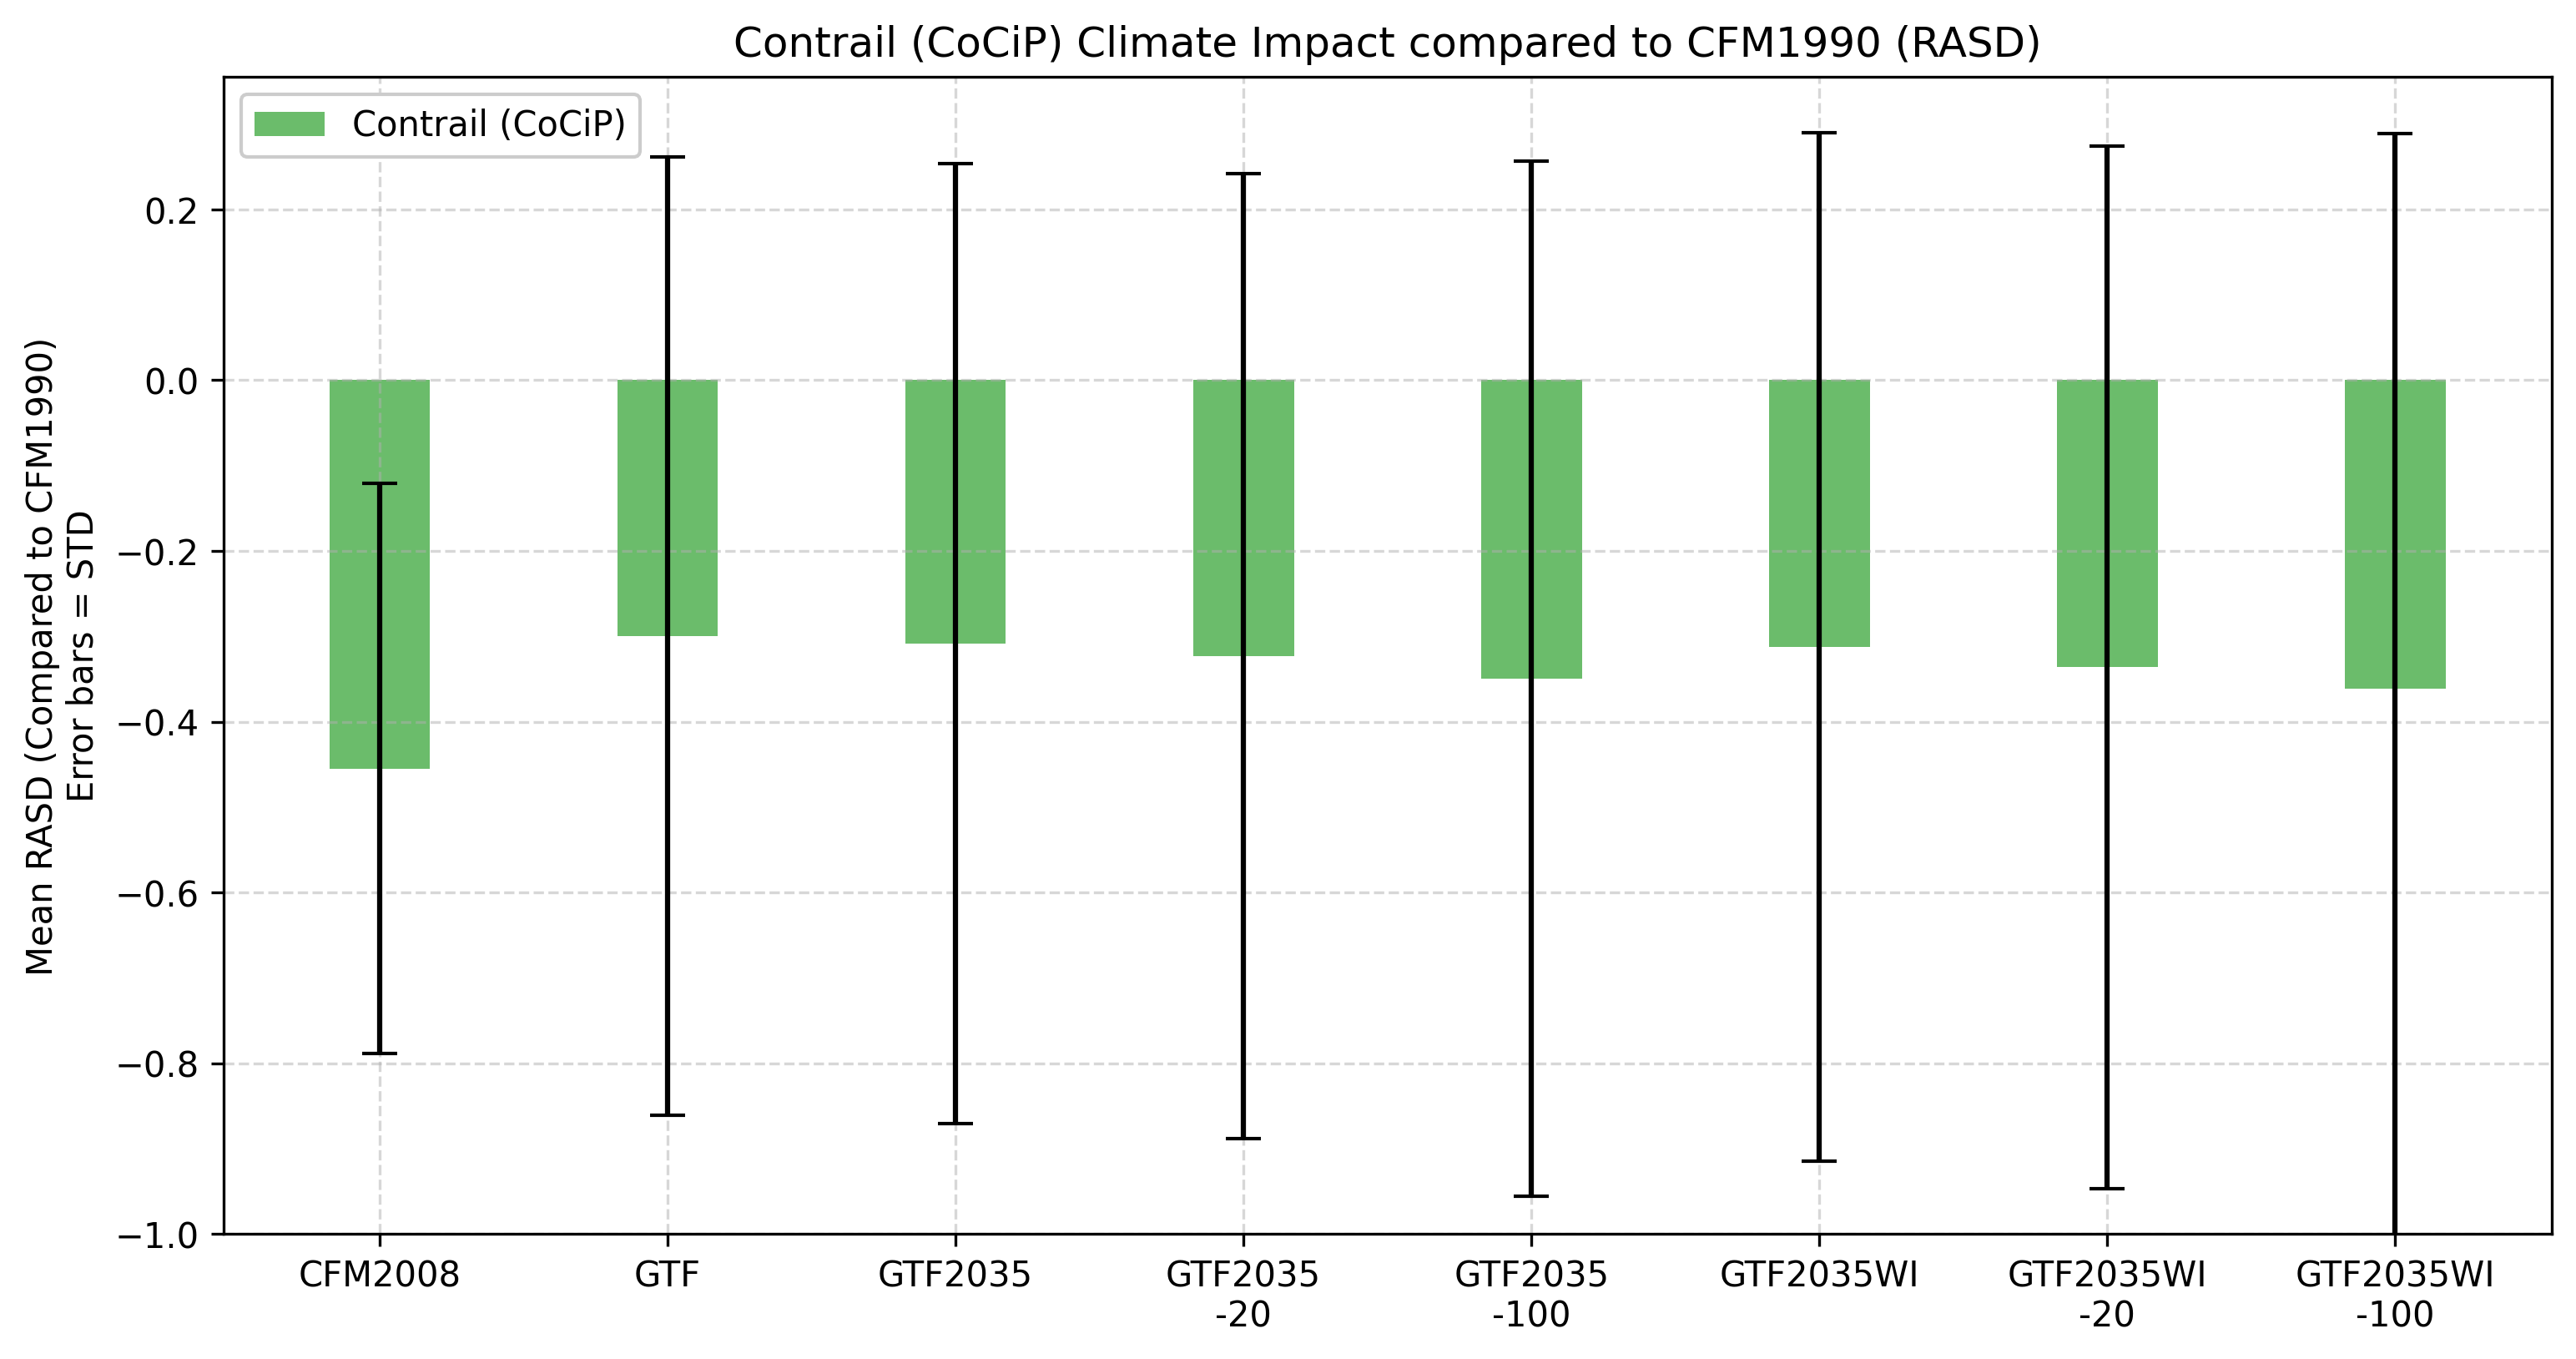 Contrail (CoCiP) Climate Impact compared to CFM1990 (RASD)
Contrail (CoCiP)
Mean RASD (Compared to CFM1990)
Error bars = STD
0.2
0.0
−0.2
−0.4
−0.6
−0.8
−1.0
CFM2008
GTF
GTF2035
GTF2035
-20
GTF2035
-100
GTF2035WI
GTF2035WI
-20
GTF2035WI
-100